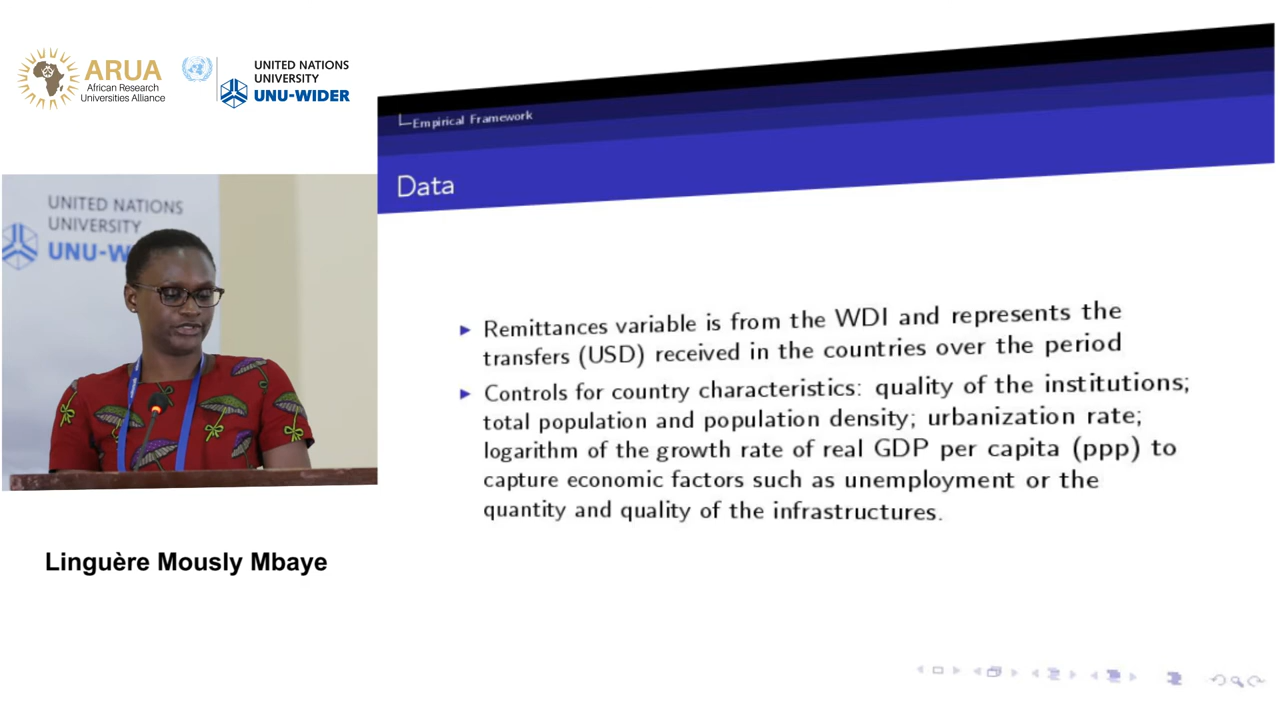 ARUA
African Research
Universities Alliance
UNITED NATIONS
UNIVERSITY
UNU-WIDER
Empirical Framework
Data
UNITED NATIONS
UNIVERSITY
UNU-W
Remittances variable is from the WDI and represents the
transfers (USD) received in the countries over the period
Controls for country characteristics: quality of the institutions;
total population and population density; urbanization rate;
logarithm of the growth rate of real GDP per capita (ppp) to
capture economic factors such as unemployment or the
quantity and quality of the infrastructures.
Linguère Mously Mbaye